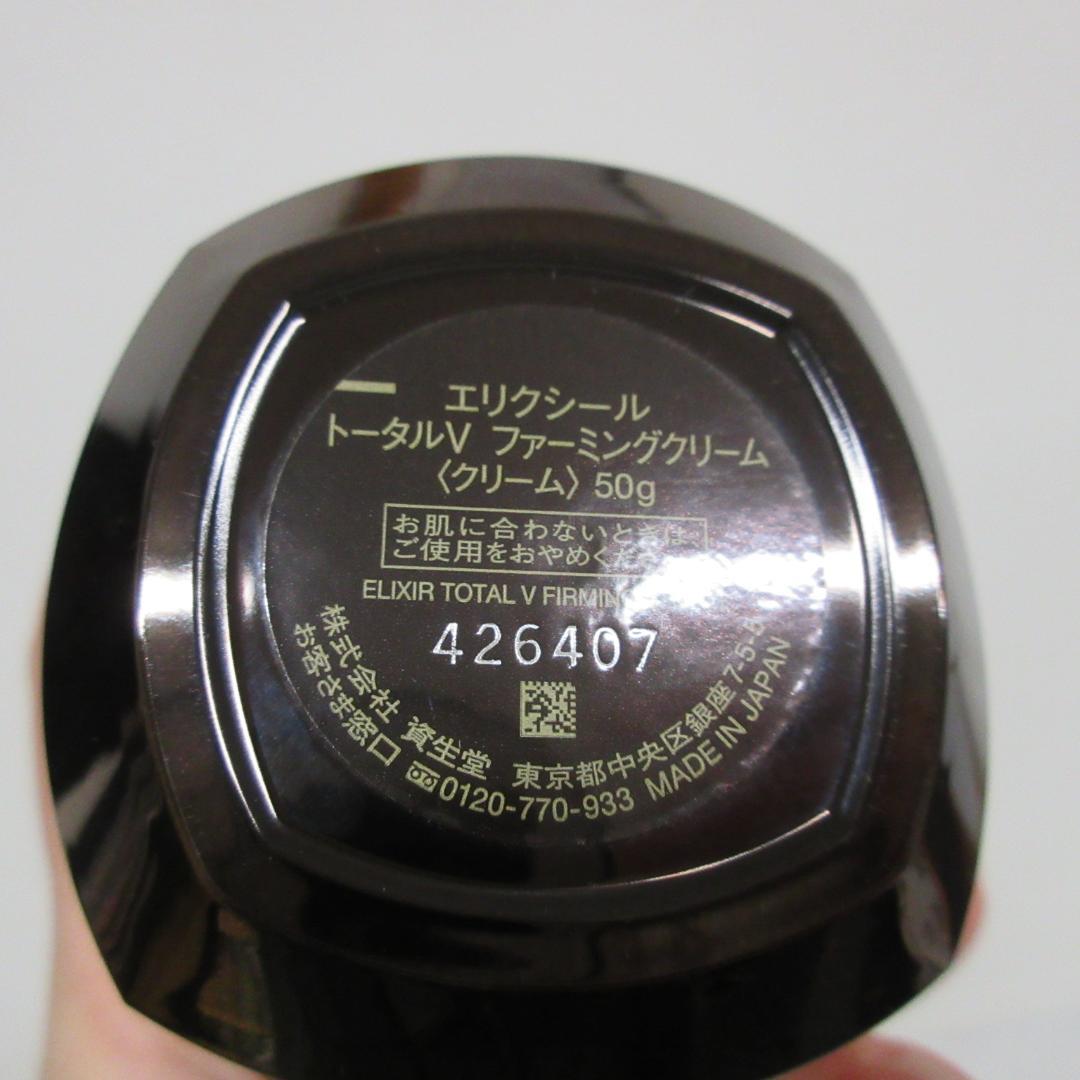 エリクシール
トータルV ファーミングクリーム
〈クリーム〉 50g
お肌に合わないときは
ご使用をおやめくだ
ELIXIR TOTAL V
426407
株式会社 資生堂 東京都中央区銀座7-5-5
お客さま窓口 0120-770-933 MADE IN JAPAN